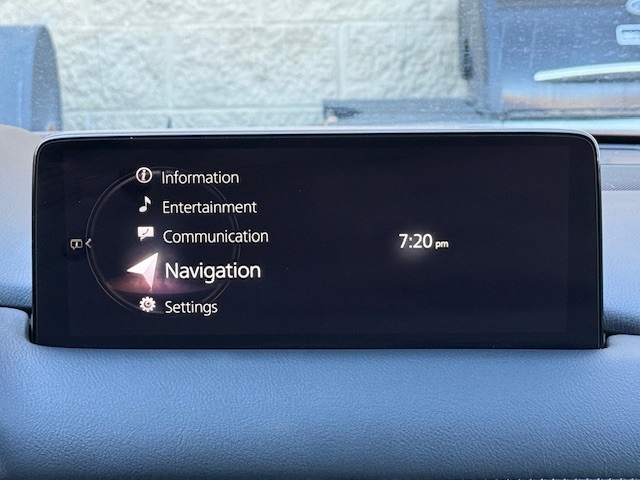 Information
Entertainment
Communication
7:20 pm
Navigation
Settings